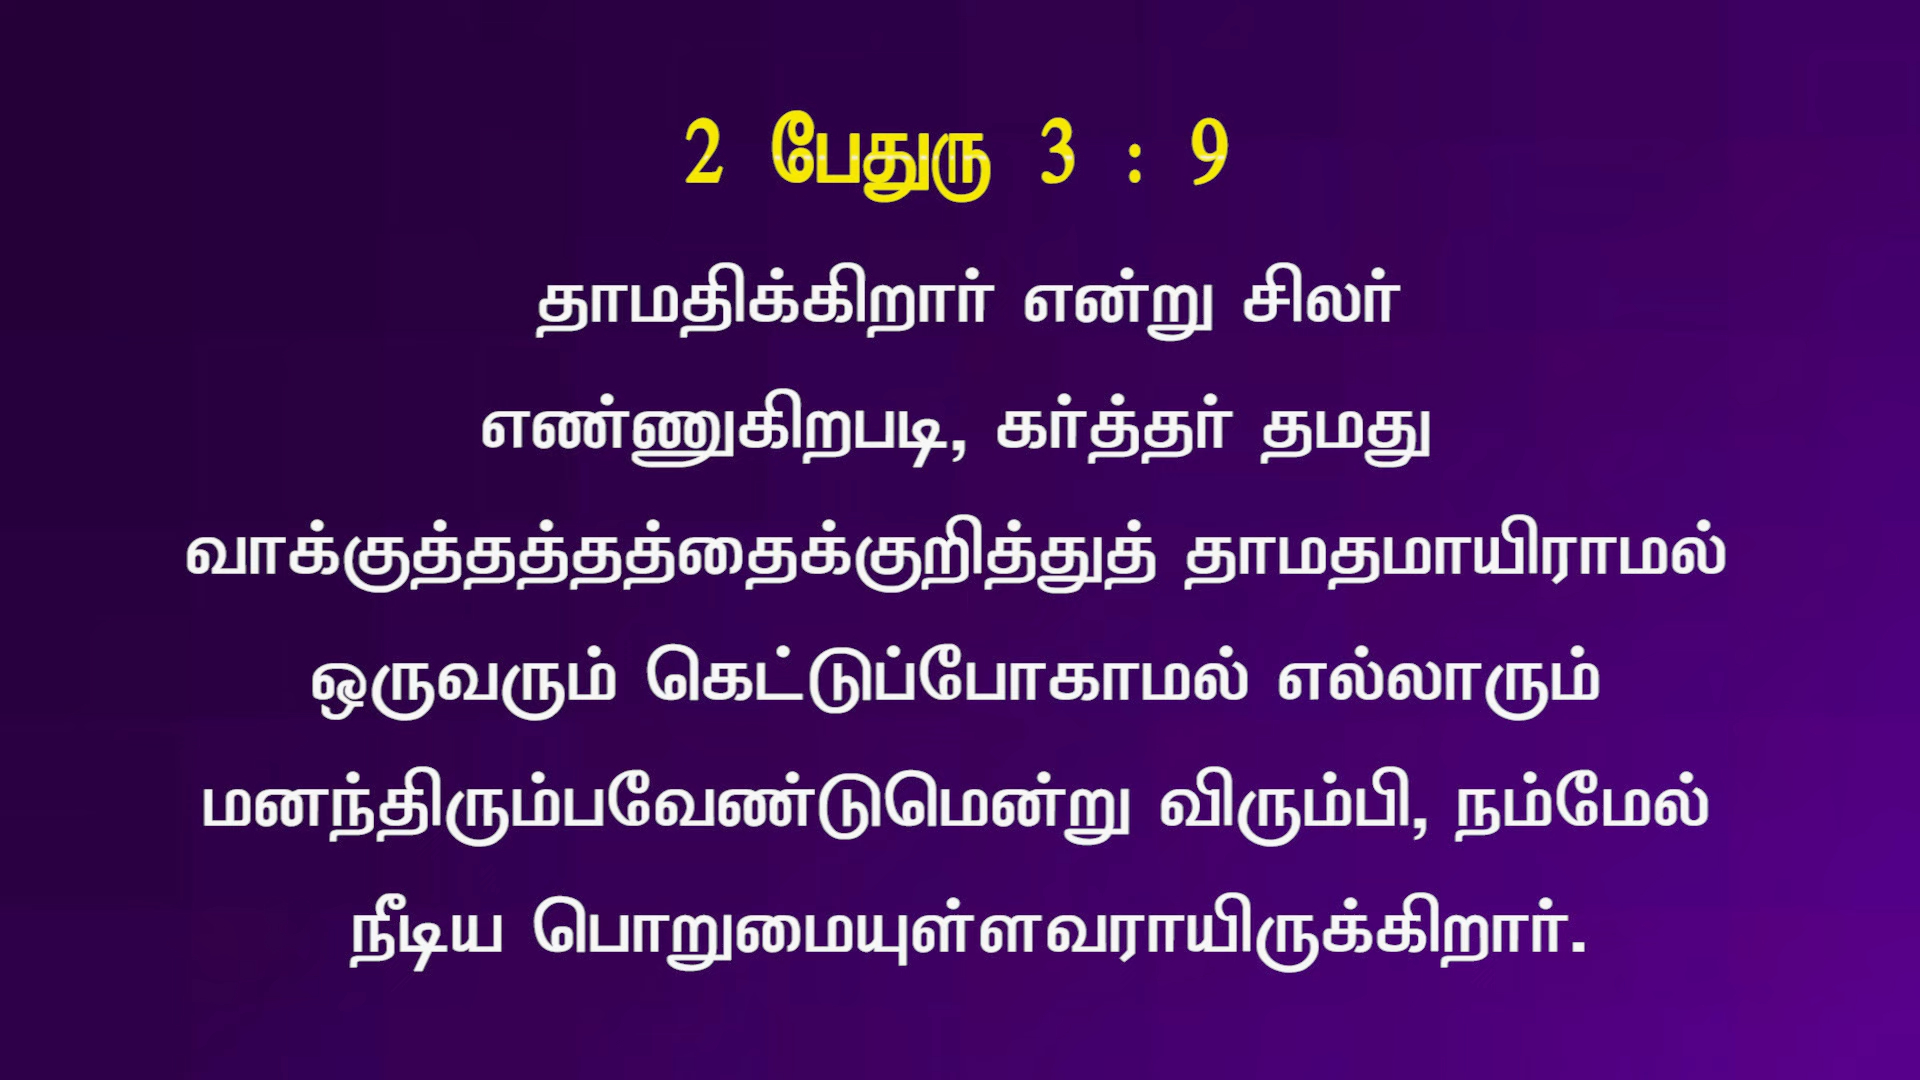 2 பேதுரு 3 : 9
தாமதிக்கிறார் என்று சிலர்
எண்ணுகிறபடி, கர்த்தர் தமது
வாக்குத்தத்தத்தைக்குறித்துத் தாமதமாயிராமல்
ஒருவரும் கெட்டுப்போகாமல் எல்லாரும்
மனந்திரும்பவேண்டுமென்று விரும்பி, நம்மேல்
நீடிய பொறுமையுள்ளவராயிருக்கிறார்.